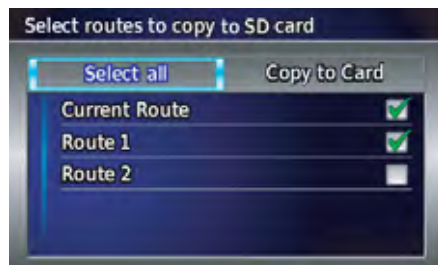 Select routes to copy to SD card
Select all Copy to Card
Current Route
Route 1
Route 2